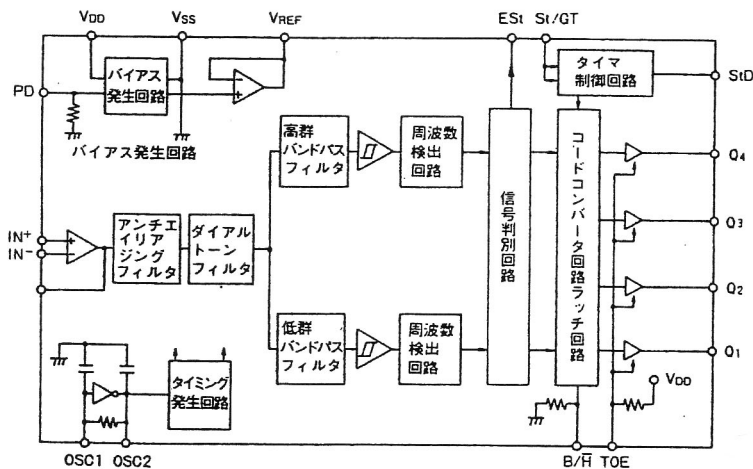 VDD
VSS
VREF
ESt
St/GT
PD
バイアス
発生回路
バイアス発生回路
タイマ
制御回路
StD
高群
バンドパス
フィルタ
周波数
検出
回路
信号判別回路
コードコンバータ回路ラッチ回路
Q4
Q3
Q2
Q1
IN+
IN-
アンチエ
イリア
ジング
フィルタ
ダイアル
トーン
フィルタ
低群
バンドパス
フィルタ
周波数
検出
回路
タイミング
発生回路
VDD
OSC1
OSC2
B/H̅
TOE